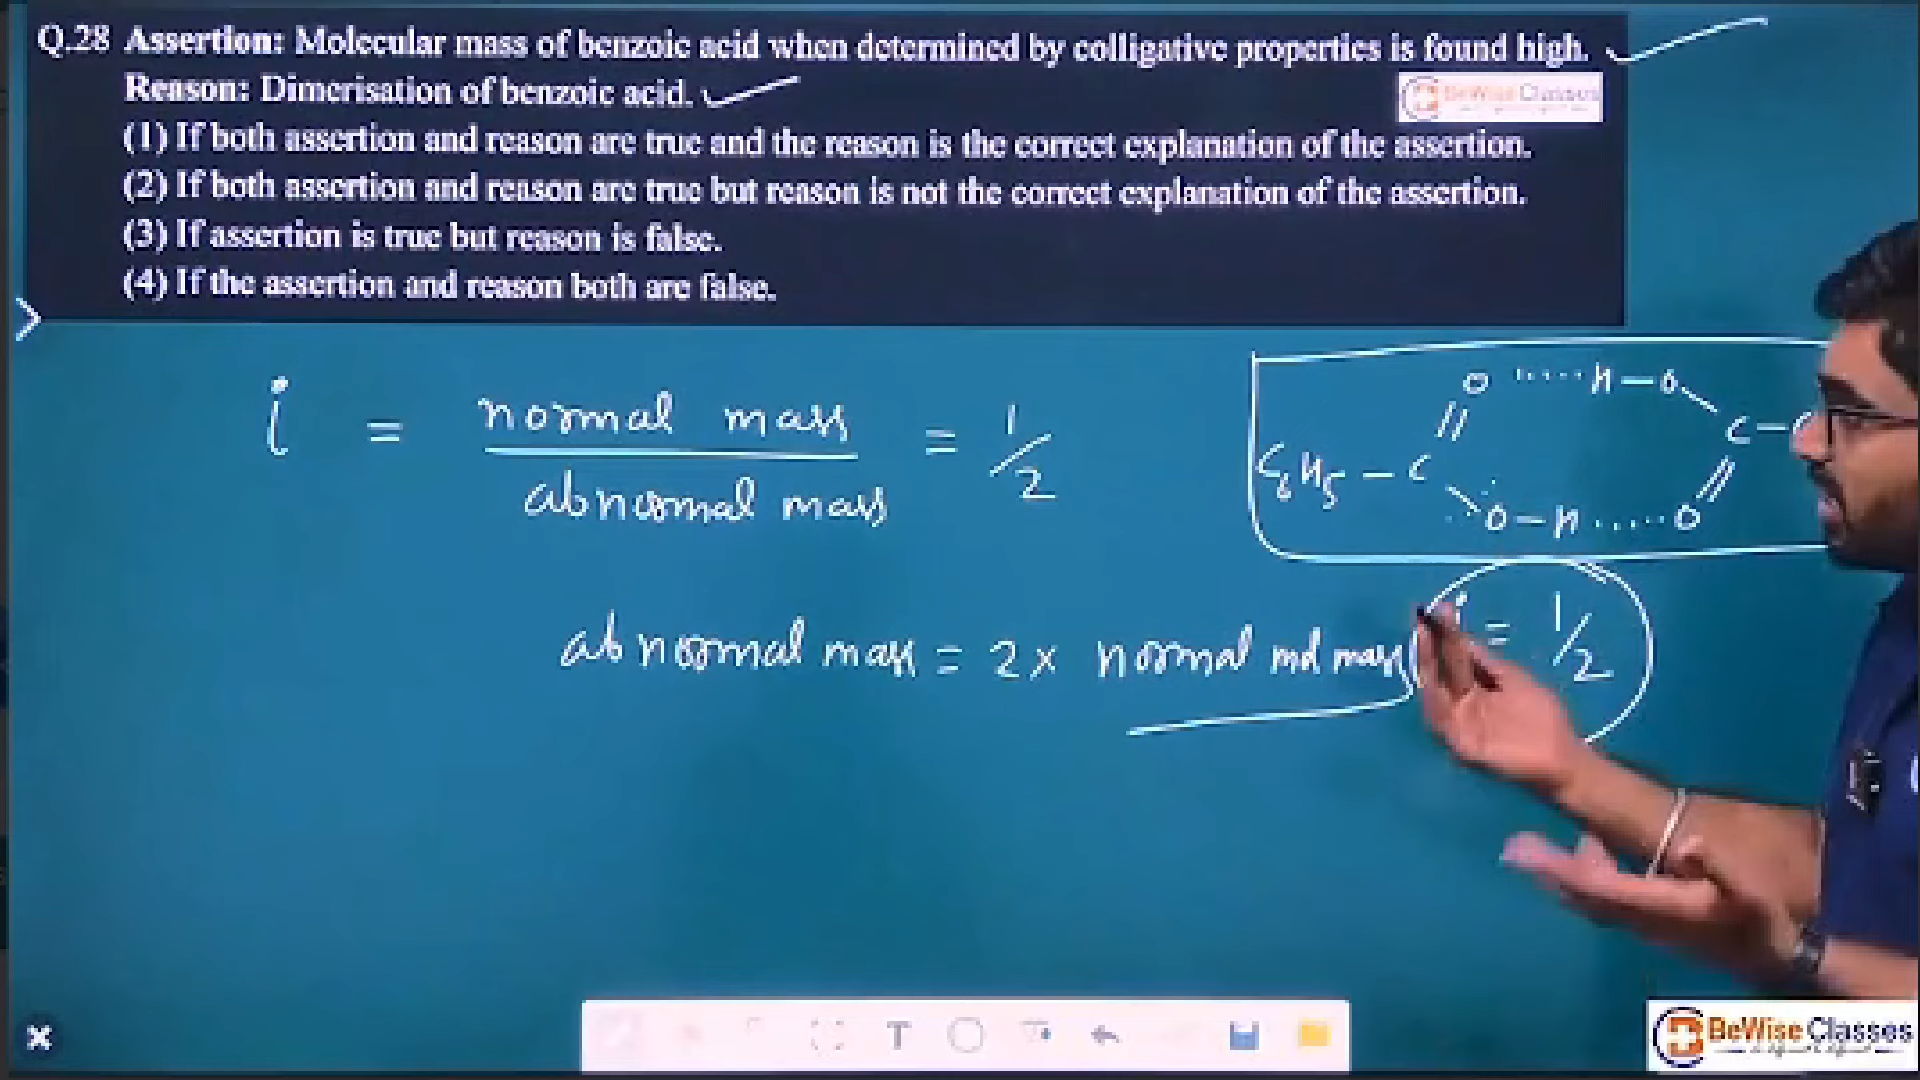 Q.28 Assertion: Molecular mass of benzoic acid when determined by colligative properties is found high.
Reason: Dimerisation of benzoic acid.
BeWise Classes
(1) If both assertion and reason are true and the reason is the correct explanation of the assertion.
(2) If both assertion and reason are true but reason is not the correct explanation of the assertion.
(3) If assertion is true but reason is false.
(4) If the assertion and reason both are false.
i = normal mass / abnormal mass = 1/2
O ····· H — O
C₆H₅ — C C —
O — H ····· O
abnormal mass = 2 × normal mol mass
i = 1/2
T
BeWise Classes